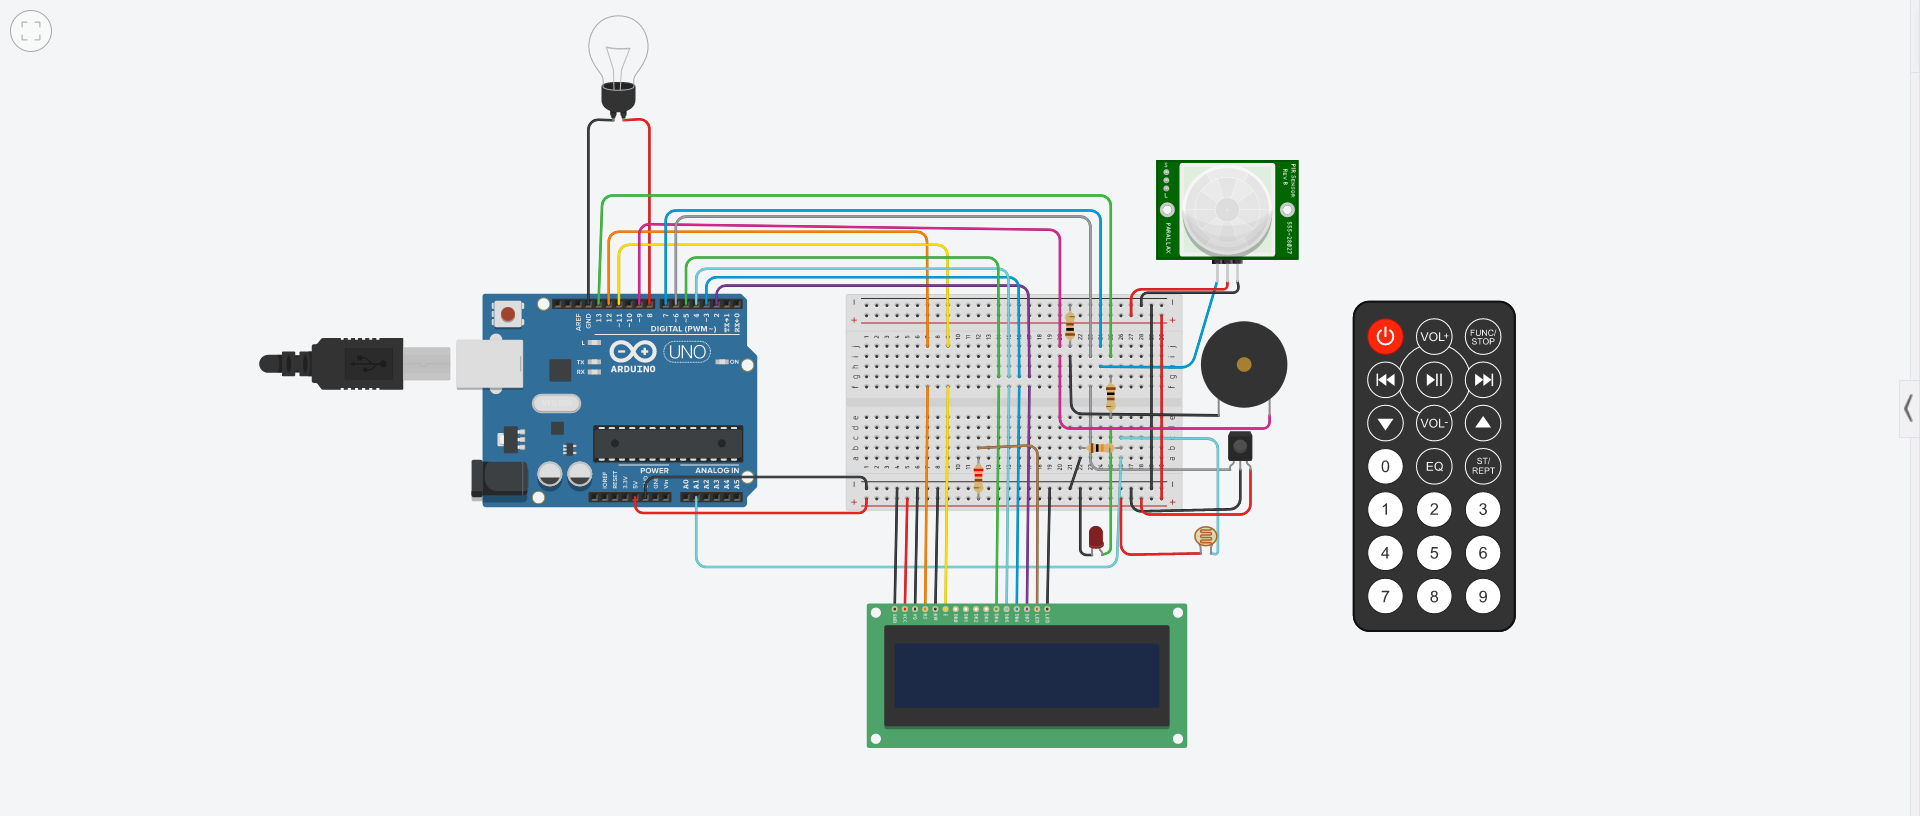 AREF
GND
13
12
~11
~10
~9
8
7
~6
~5
4
~3
2
TX→1
RX←0
DIGITAL (PWM~)
L
TX
RX
UNO
ON
ARDUINO
POWER
ANALOG IN
IOREF
RESET
3.3V
5V
GND
Vin
A0
A1
A2
A3
A4
A5
PIR Sensor
Rev B
555-28027
PARALLAX
VOL+
FUNC/
STOP
VOL-
0
EQ
ST/
REPT
1
2
3
4
5
6
7
8
9